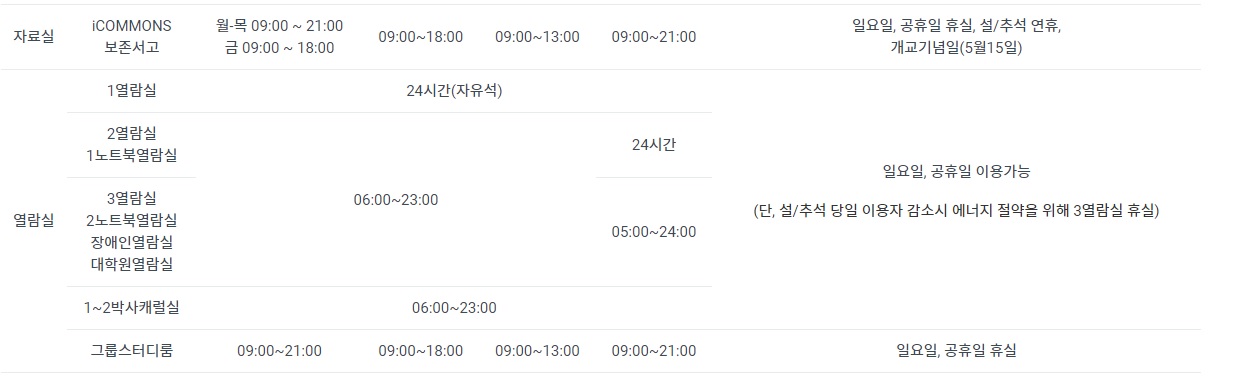 자료실
iCOMMONS
보존서고
월-목 09:00 ~ 21:00
금 09:00 ~ 18:00
09:00~18:00
09:00~13:00
09:00~21:00
일요일, 공휴일 휴실, 설/추석 연휴,
개교기념일(5월15일)
열람실
1열람실
24시간(자유석)
2열람실
1노트북열람실
06:00~23:00
24시간
3열람실
2노트북열람실
장애인열람실
대학원열람실
05:00~24:00
일요일, 공휴일 이용가능
(단, 설/추석 당일 이용자 감소시 에너지 절약을 위해 3열람실 휴실)
1~2박사캐럴실
06:00~23:00
그룹스터디룸
09:00~21:00
09:00~18:00
09:00~13:00
09:00~21:00
일요일, 공휴일 휴실